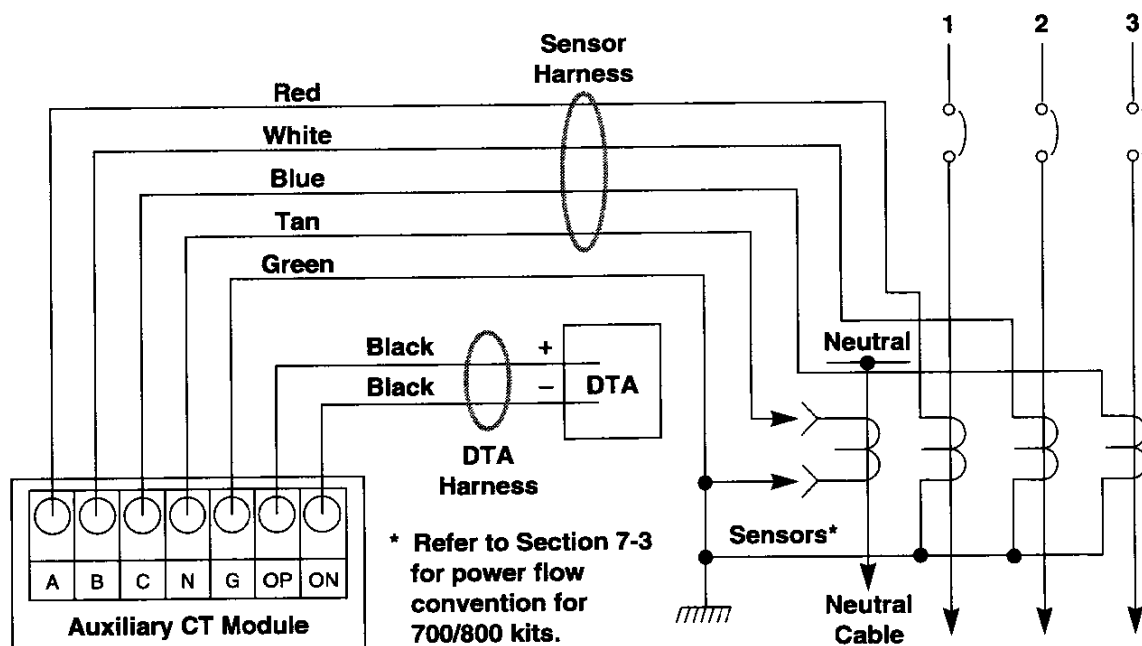 1 2 3
Sensor
Harness
Red
White
Blue
Tan
Green
Black
Black
+
−
DTA
DTA
Harness
Neutral
Sensors*
Neutral
Cable
* Refer to Section 7-3
for power flow
convention for
700/800 kits.
A B C N G OP ON
Auxiliary CT Module